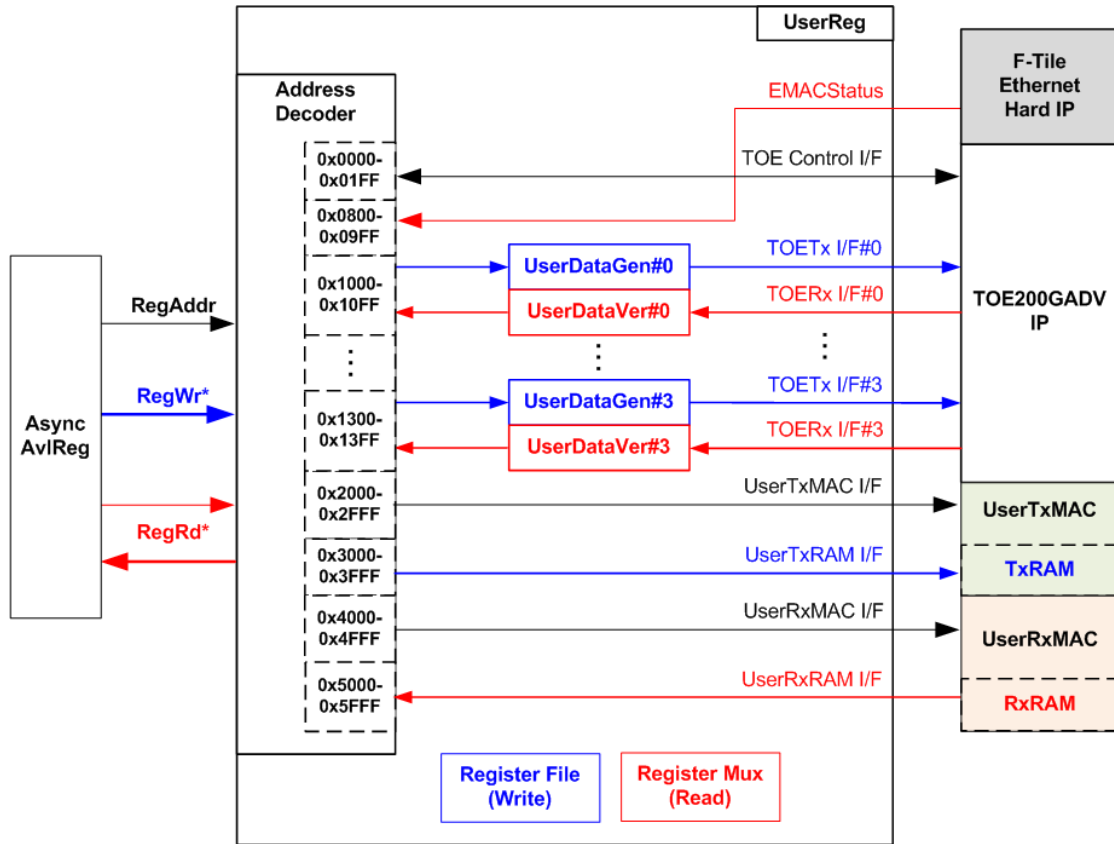 UserReg
F-Tile
Ethernet
Hard IP
Address
Decoder
EMACStatus
0x0000-
0x01FF
TOE Control I/F
0x0800-
0x09FF
UserDataGen#0
TOETx I/F#0
0x1000-
0x10FF
UserDataVer#0
TOERx I/F#0
TOE200GADV
IP
RegAddr
UserDataGen#3
TOETx I/F#3
RegWr*
0x1300-
0x13FF
UserDataVer#3
TOERx I/F#3
Async
AvlReg
0x2000-
0x2FFF
UserTxMAC I/F
UserTxMAC
RegRd*
0x3000-
0x3FFF
UserTxRAM I/F
TxRAM
0x4000-
0x4FFF
UserRxMAC I/F
UserRxMAC
0x5000-
0x5FFF
UserRxRAM I/F
RxRAM
Register File
(Write)
Register Mux
(Read)